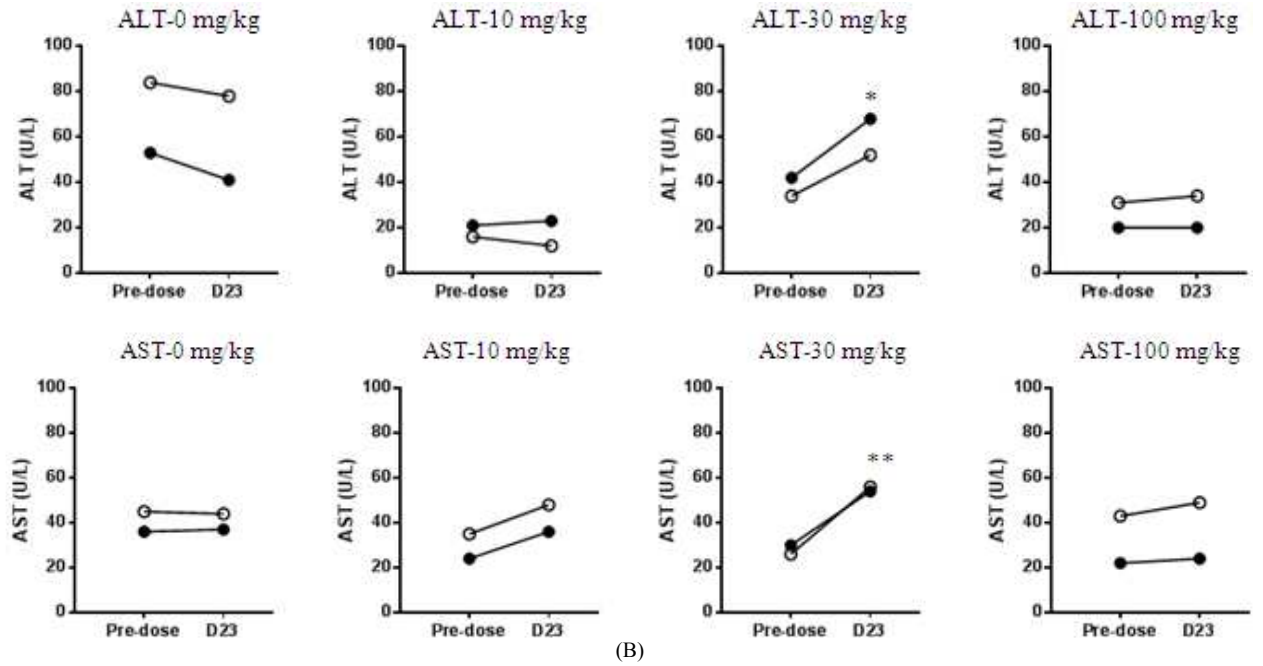 ALT-0 mg/kg ALT-10 mg/kg ALT-30 mg/kg ALT-100 mg/kg
100 100 100 100
80 80 80 80
*
60 60 60 60
ALT (U/L) ALT (U/L) ALT (U/L) ALT (U/L)
40 40 40 40
20 20 20 20
0 0 0 0
Pre-dose D23 Pre-dose D23 Pre-dose D23 Pre-dose D23
AST-0 mg/kg AST-10 mg/kg AST-30 mg/kg AST-100 mg/kg
100 100 100 100
80 80 80 80
**
60 60 60 60
AST (U/L) AST (U/L) AST (U/L) AST (U/L)
40 40 40 40
20 20 20 20
0 0 0 0
Pre-dose D23 Pre-dose D23 Pre-dose D23 Pre-dose D23
(B)